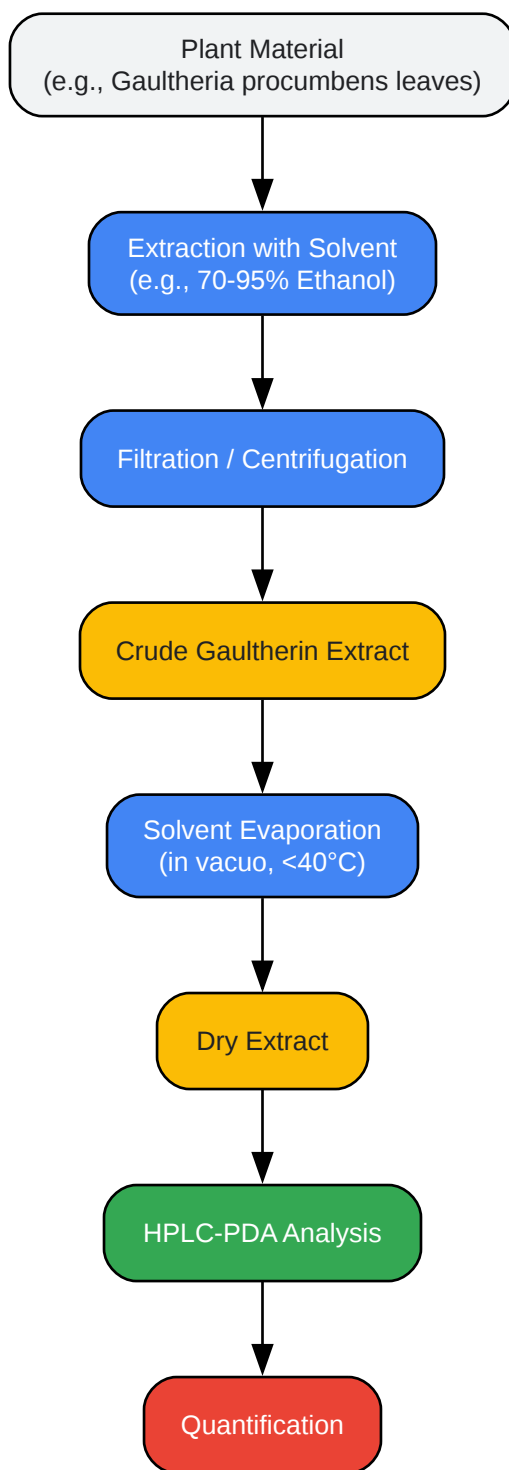 Plant Material
(e.g., Gaultheria procumbens leaves)
Extraction with Solvent
(e.g., 70-95% Ethanol)
Filtration / Centrifugation
Crude Gaultherin Extract
Solvent Evaporation
(in vacuo, <40°C)
Dry Extract
HPLC-PDA Analysis
Quantification